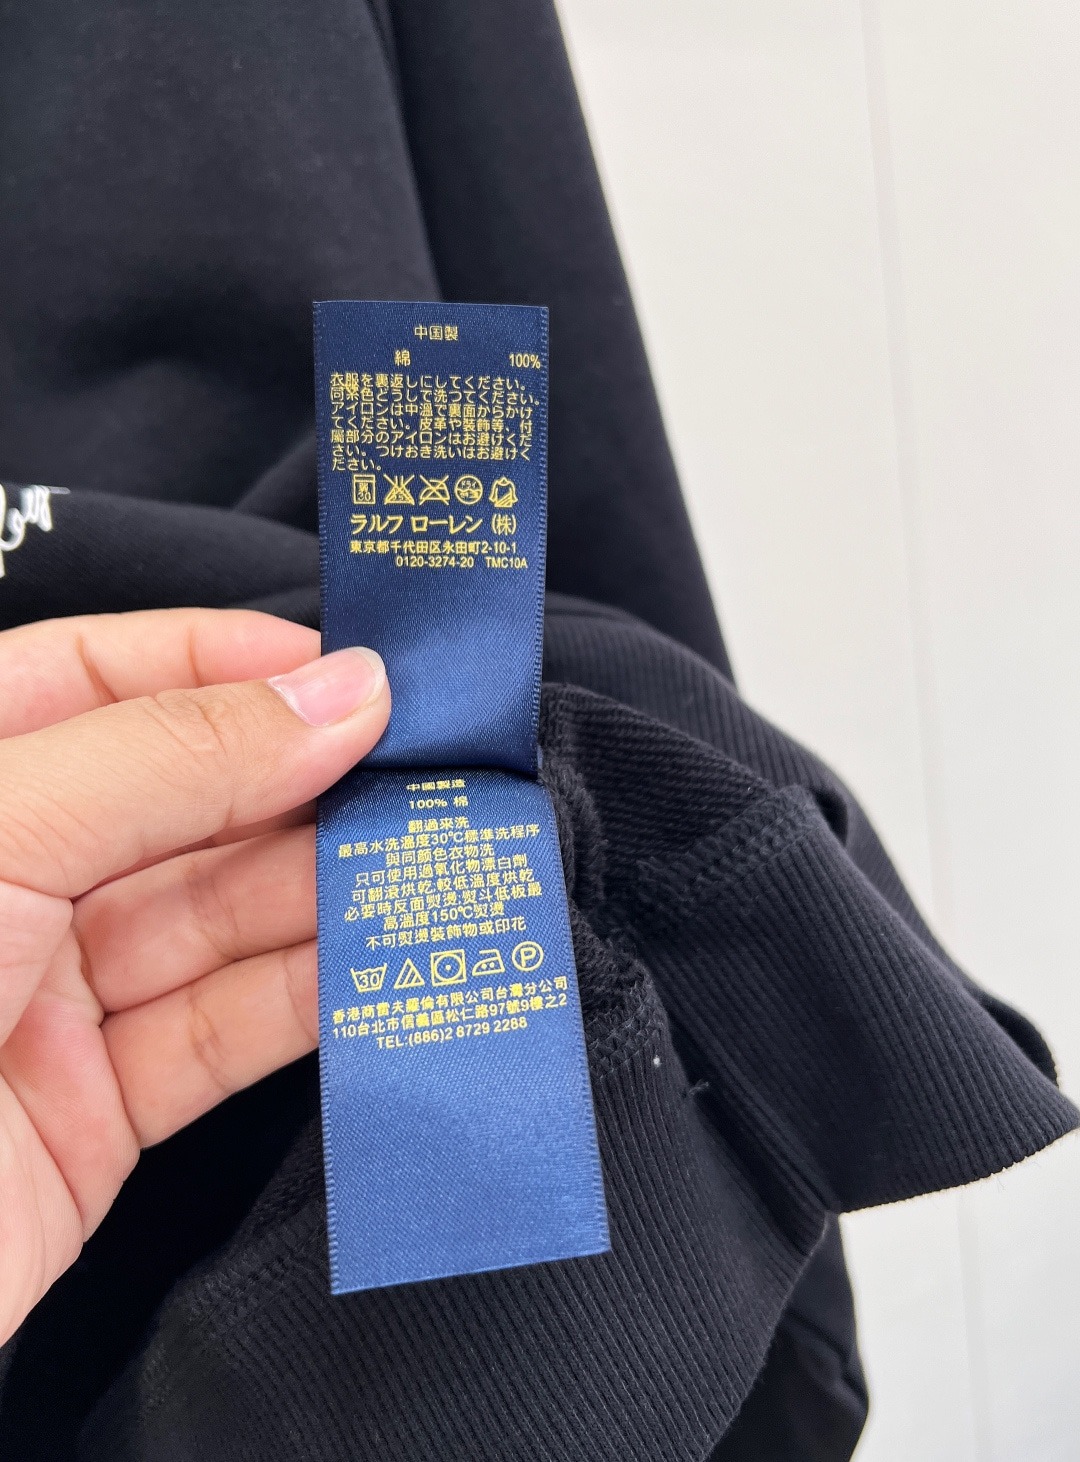 中国製
綿 100%
衣服を裏返しにしてください。
同系色どうしで洗つてください。
アイロンは中温で裏面からかけ
てください。皮革や装飾等、付
属部分のアイロンはお避けくだ
さい。つけおき洗いはお避けく
ださい。
ラルフ ローレン (株)
東京都千代田区永田町2-10-1
0120-3274-20 TMC10A
中國製造
100% 棉
翻過來洗
最高水洗溫度30℃標準洗程序
與同顏色衣物洗
只可使用過氧化物漂白劑
可翻滾烘乾,較低溫度烘乾
必要時反面熨燙;熨斗低板最
高溫度150℃熨燙
不可熨燙裝飾物或印花
30
P
香港商雷夫羅倫有限公司台灣分公司
110台北市信義區松仁路97號9樓之2
TEL:(886)2 8729 2288